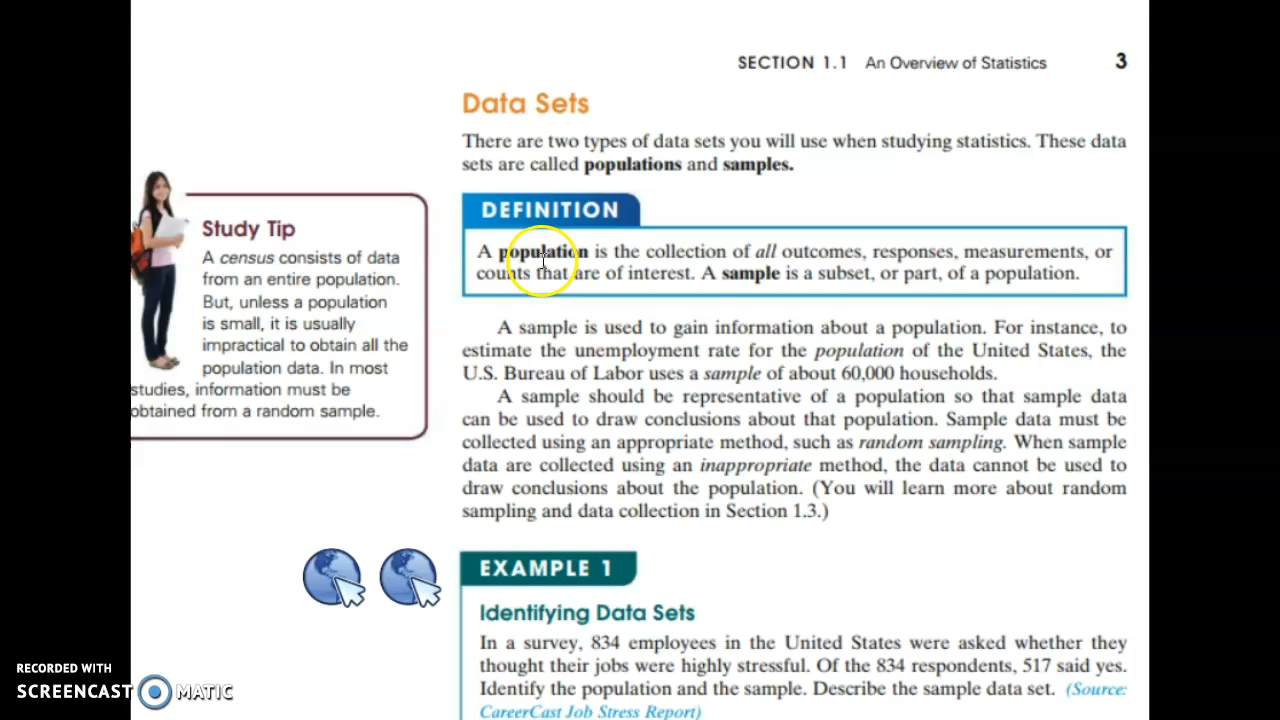 SECTION 1.1 An Overview of Statistics 3
Data Sets
There are two types of data sets you will use when studying statistics. These data
sets are called populations and samples.
DEFINITION
A population is the collection of all outcomes, responses, measurements, or
counts that are of interest. A sample is a subset, or part, of a population.
Study Tip
A census consists of data
from an entire population.
But, unless a population
is small, it is usually
impractical to obtain all the
population data. In most
studies, information must be
obtained from a random sample.
A sample is used to gain information about a population. For instance, to
estimate the unemployment rate for the population of the United States, the
U.S. Bureau of Labor uses a sample of about 60,000 households.
A sample should be representative of a population so that sample data
can be used to draw conclusions about that population. Sample data must be
collected using an appropriate method, such as random sampling. When sample
data are collected using an inappropriate method, the data cannot be used to
draw conclusions about the population. (You will learn more about random
sampling and data collection in Section 1.3.)
EXAMPLE 1
Identifying Data Sets
In a survey, 834 employees in the United States were asked whether they
thought their jobs were highly stressful. Of the 834 respondents, 517 said yes.
Identify the population and the sample. Describe the sample data set. (Source:
CareerCast Job Stress Report)
RECORDED WITH
SCREENCAST MATIC